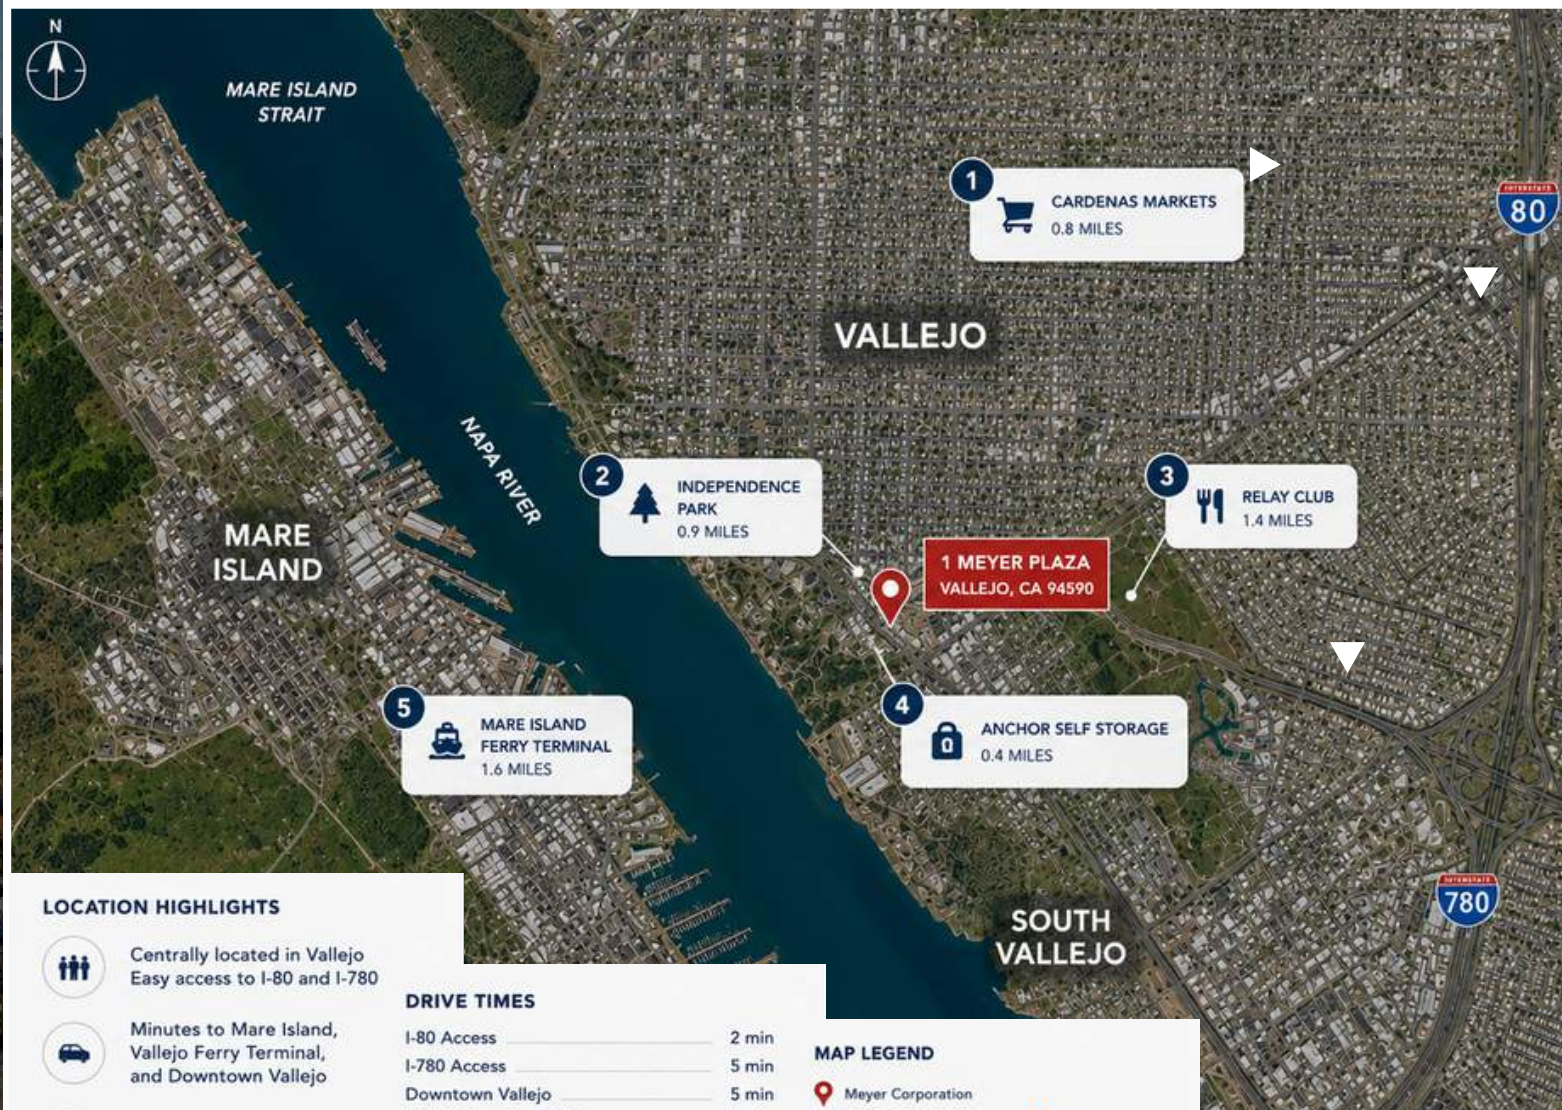 N
MARE ISLAND
STRAIT
1
CARDENAS MARKETS
0.8 MILES
INTERSTATE
80
VALLEJO
NAPA RIVER
2
INDEPENDENCE
PARK
0.9 MILES
3
RELAY CLUB
1.4 MILES
MARE
ISLAND
1 MEYER PLAZA
VALLEJO, CA 94590
5
MARE ISLAND
FERRY TERMINAL
1.6 MILES
4
ANCHOR SELF STORAGE
0.4 MILES
INTERSTATE
780
SOUTH
VALLEJO
LOCATION HIGHLIGHTS
Centrally located in Vallejo
Easy access to I-80 and I-780
Minutes to Mare Island,
Vallejo Ferry Terminal,
and Downtown Vallejo
DRIVE TIMES
I-80 Access 2 min
I-780 Access 5 min
Downtown Vallejo 5 min
MAP LEGEND
Meyer Corporation